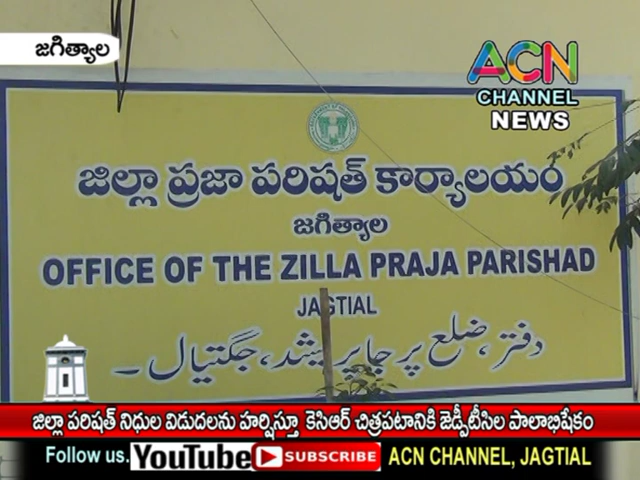 జగిత్యాల
ACN
CHANNEL
NEWS
జిల్లా ప్రజా పరిషత్ కార్యాలయం
జగిత్యాల
OFFICE OF THE ZILLA PRAJA PARISHAD
JAGTIAL
دفتر، ضلع پرجا پریشد، جگتیال۔
జిల్లా పరిషత్ నిధుల విడుదలను హర్షిస్తూ కెసిఆర్ చిత్రపటానికి జెడ్పీటీసిల పాలాభిషేకం
Follow us. YouTube SUBSCRIBE ACN CHANNEL, JAGTIAL